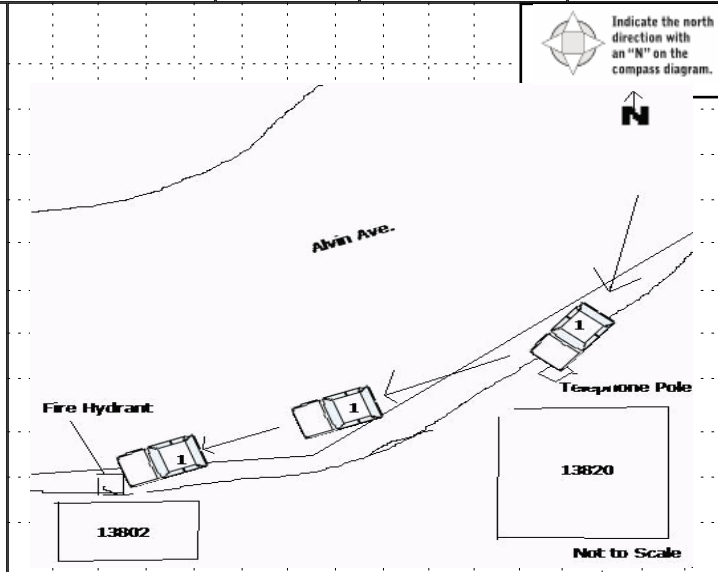 Indicate the north
direction with
an “N” on the
compass diagram.
N
Alvin Ave.
1
Telephone Pole
1
Fire Hydrant
1
13820
13802
Not to Scale